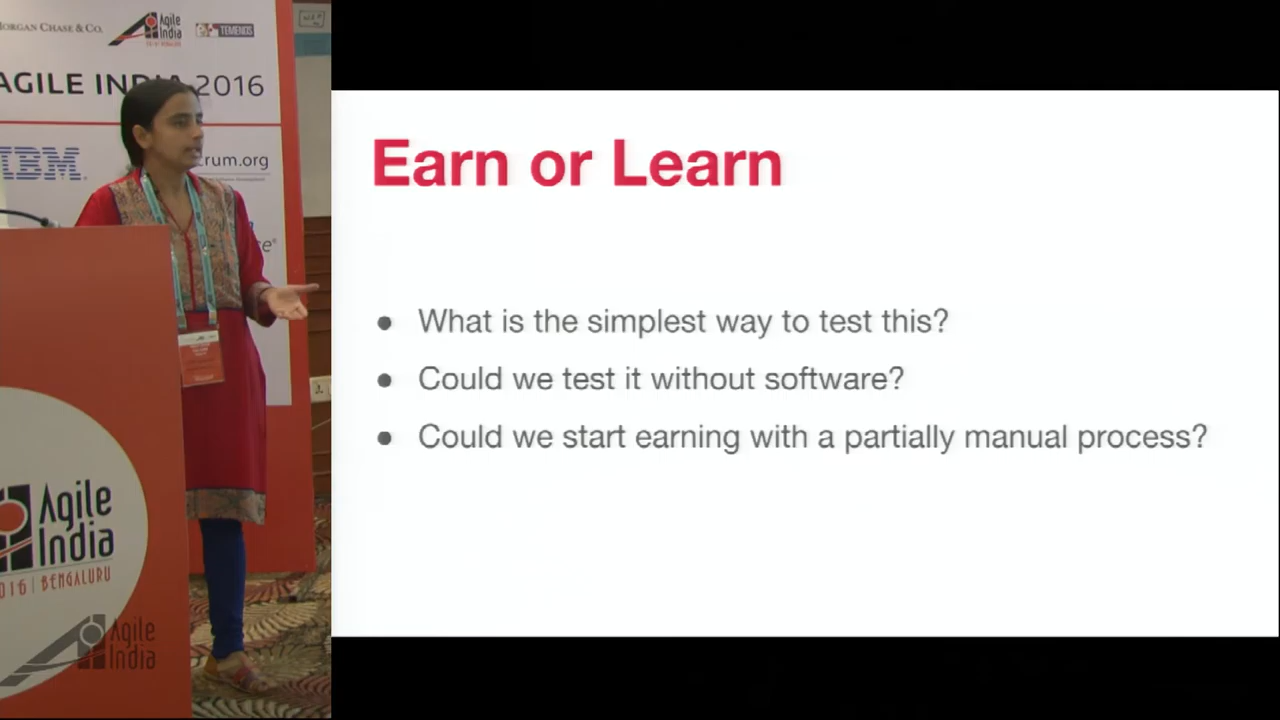 MORGAN CHASE & CO.
Agile
India
TEMENOS
AGILE INDIA 2016
IBM
crum.org
Earn or Learn
• What is the simplest way to test this?
• Could we test it without software?
• Could we start earning with a partially manual process?
Agile
India
2016 | BENGALURU
Agile
India